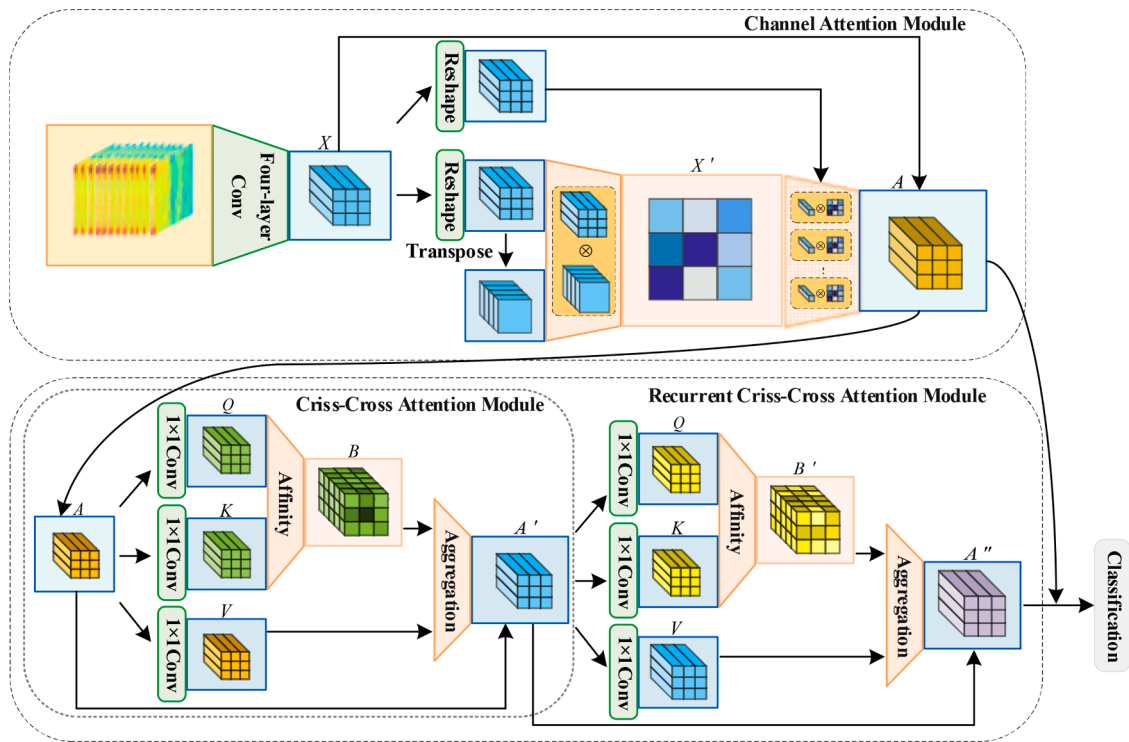 Channel Attention Module
Reshape
X
Four-layer
Conv
Reshape
X '
A
Transpose
⊗
⊗
⊗
⋮
⊗
Criss-Cross Attention Module
Recurrent Criss-Cross Attention Module
1×1Conv
Q
B
Affinity
1×1Conv
K
A
1×1Conv
V
Aggregation
A '
1×1Conv
Q
B '
Affinity
1×1Conv
K
1×1Conv
V
Aggregation
A ''
Classification